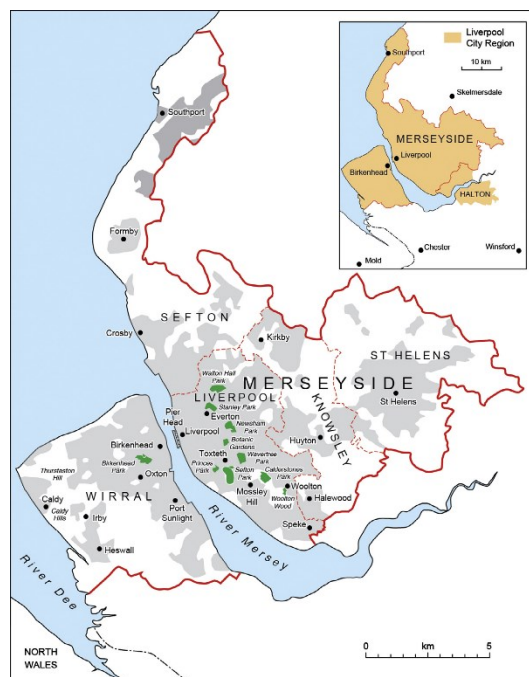 Liverpool
City Region
10 km
Southport
Skelmersdale
MERSEYSIDE
Liverpool
Birkenhead
HALTON
Chester
Winsford
Mold
Southport
Formby
SEFTON
Crosby
Kirkby
ST HELENS
Walton Hall
Park
MERSEYSIDE
LIVERPOOL
Stanley Park
St Helens
Pier
Head
Everton
Newsham
Park
KNOWSLEY
Liverpool
Botanic
Gardens
Huyton
Birkenhead
Birkenhead
Park
Toxteth
Wavertree
Park
Thurstaston
Hill
Oxton
Princes
Park
Sefton
Park
Calderstones
Park
WIRRAL
Mossley
Hill
Woolton
Woolton
Wood
Halewood
Caldy
Caldy
Hills
Irby
Port
Sunlight
Speke
Heswall
River Mersey
River Dee
NORTH
WALES
0
km
5